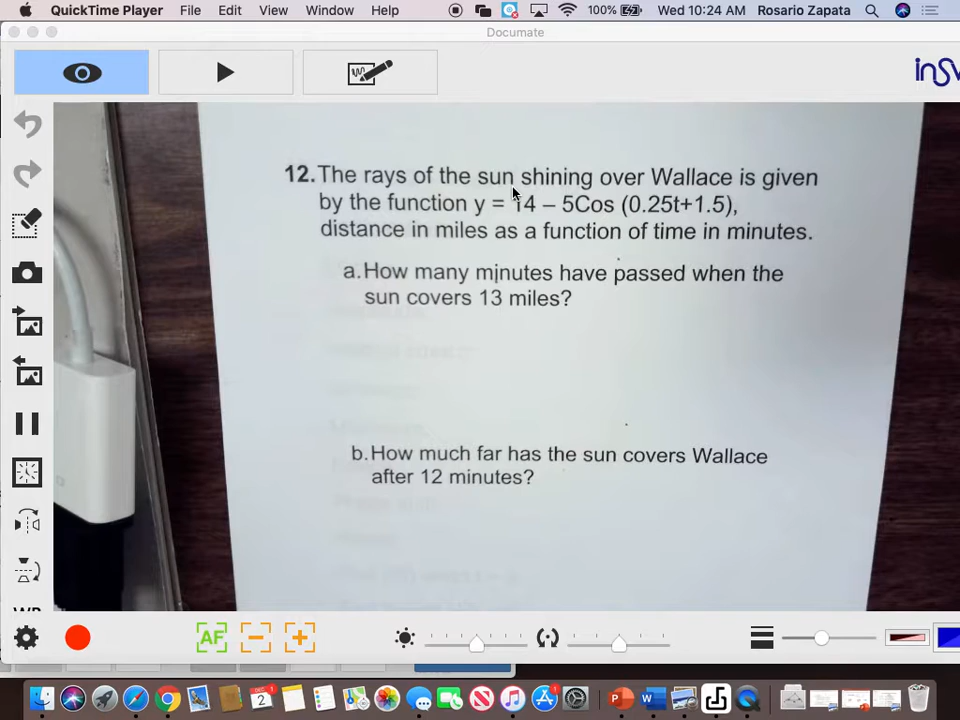 QuickTime Player File Edit View Window Help 100% Wed 10:24 AM Rosario Zapata
Documate
inSw
12. The rays of the sun shining over Wallace is given
by the function y = 14 – 5Cos (0.25t+1.5),
distance in miles as a function of time in minutes.
a. How many minutes have passed when the
sun covers 13 miles?
b. How much far has the sun covers Wallace
after 12 minutes?
AF